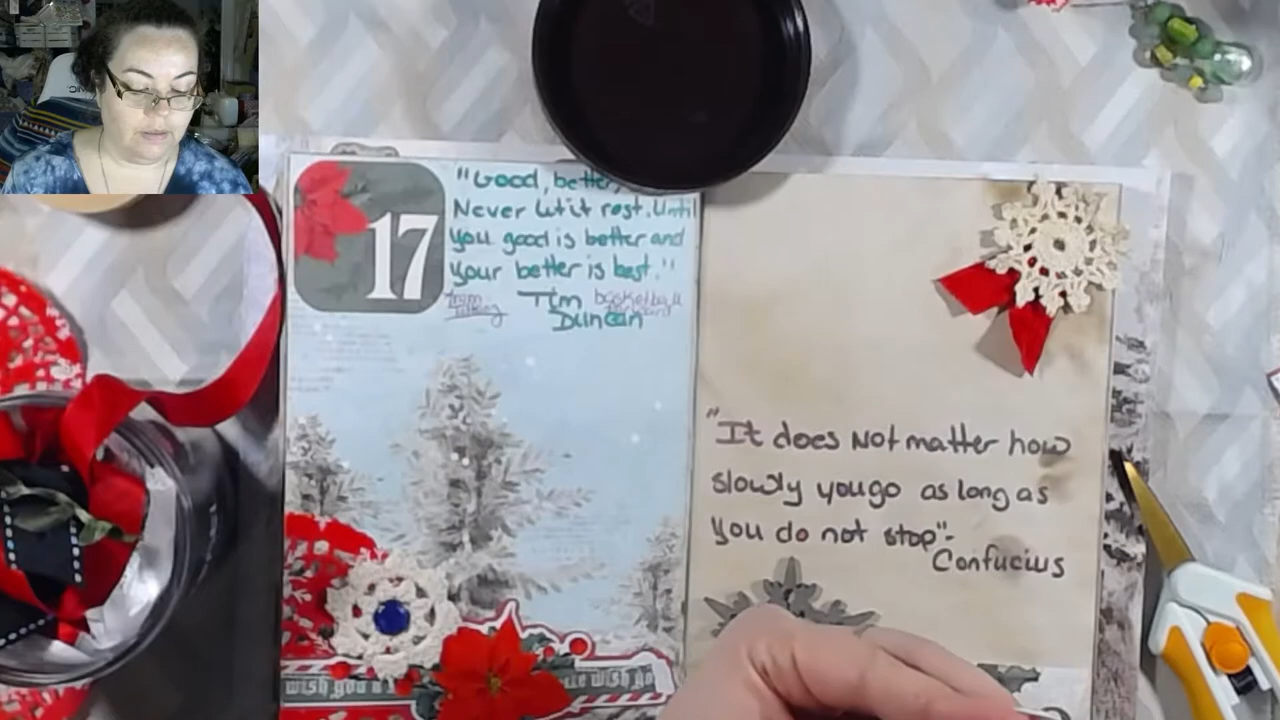 17
"Good, better,
Never let it rest. Until
you good is better and
your better is best."
Tim basketball
Duncan
"It does Not matter how
slowly you go as long as
you do not stop".
Confucius
wish you a